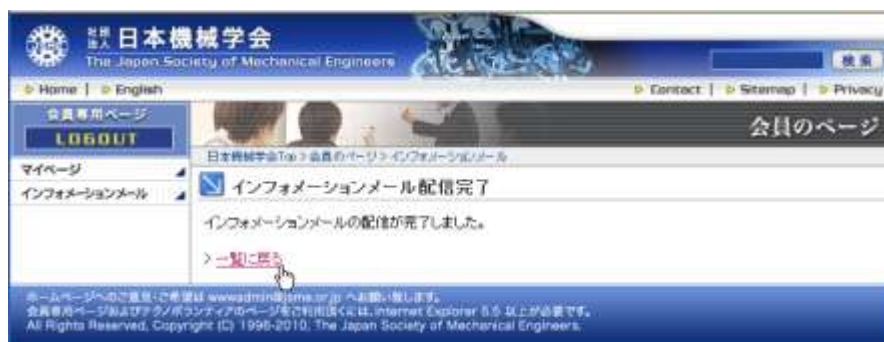 社団法人 日本機械学会
The Japan Society of Mechanical Engineers
検索
Home | English
Contact | Sitemap | Privacy
会員専用ページ
LOGOUT
会員のページ
日本機械学会Top > 会員のページ > インフォメーションメール
マイページ
インフォメーションメール
インフォメーションメール配信完了
インフォメーションメールの配信が完了しました。
> 一覧に戻る
ホームページへのご意見・ご希望は wwwadmin@jsme.or.jp へお願い致します。
会員専用ページおよびテクノボランティアのページをご利用頂くには、Internet Explorer 5.5 以上が必要です。
All Rights Reserved, Copyright (C) 1996-2010, The Japan Society of Mechanical Engineers.